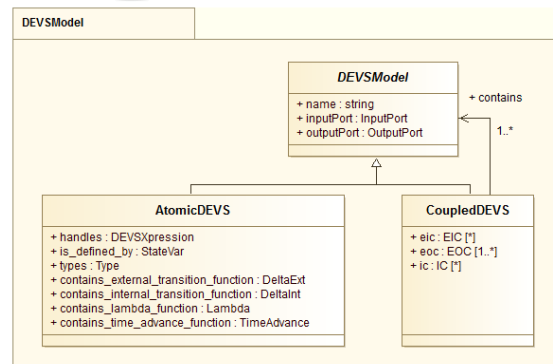 DEVSModel
DEVSModel
+ name : string
+ inputPort : InputPort
+ outputPort : OutputPort
+ contains
1..*
AtomicDEVS
+ handles : DEVSXpression
+ is_defined_by : StateVar
+ types : Type
+ contains_external_transition_function : DeltaExt
+ contains_internal_transition_function : DeltaInt
+ contains_lambda_function : Lambda
+ contains_time_advance_function : TimeAdvance
CoupledDEVS
+ eic : EIC [*]
+ eoc : EOC [1..*]
+ ic : IC [*]